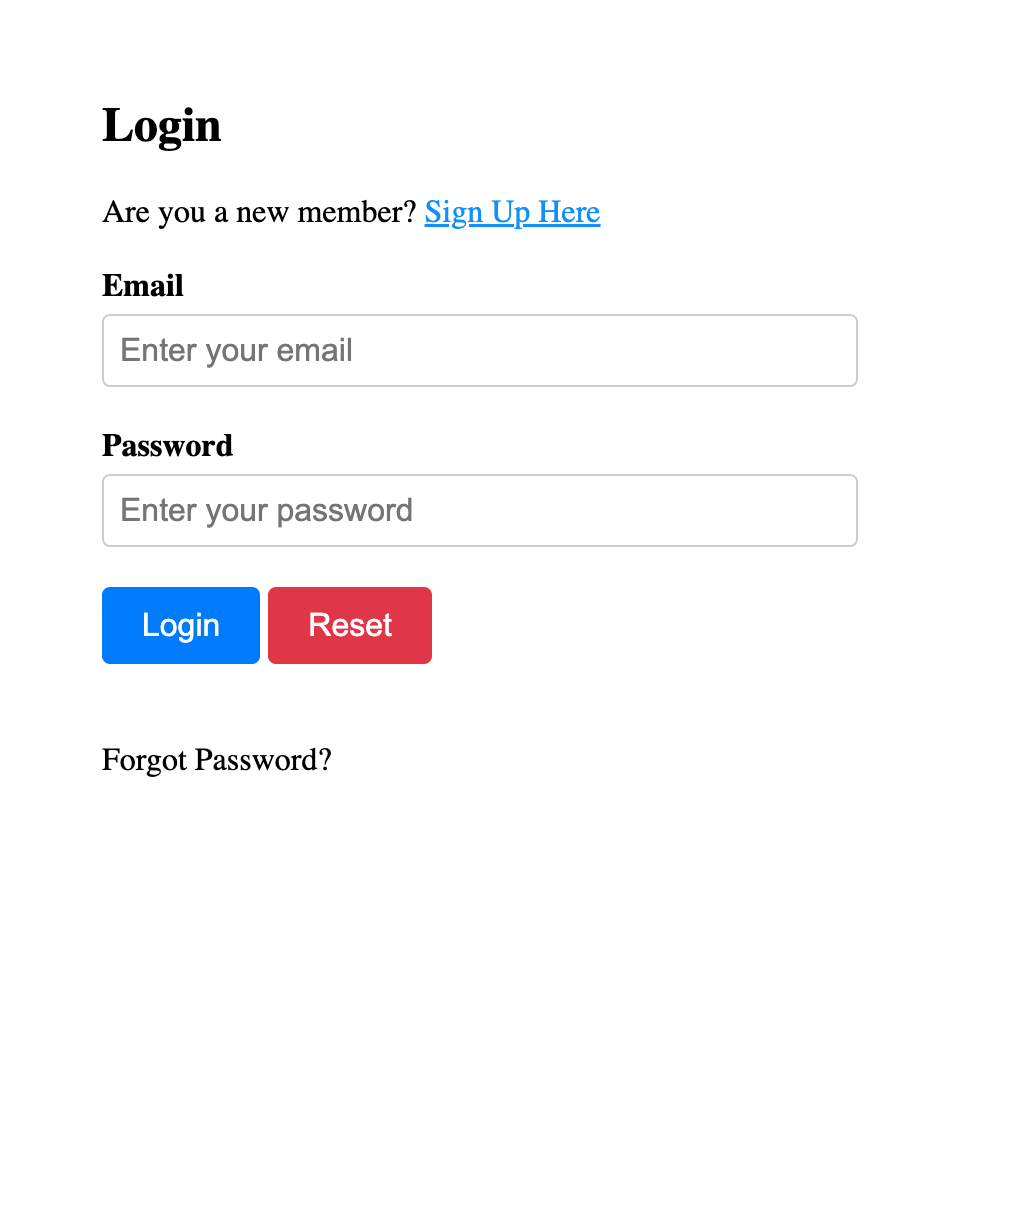 Login
Are you a new member? Sign Up Here
Email
Enter your email
Password
Enter your password
Login Reset
Forgot Password?